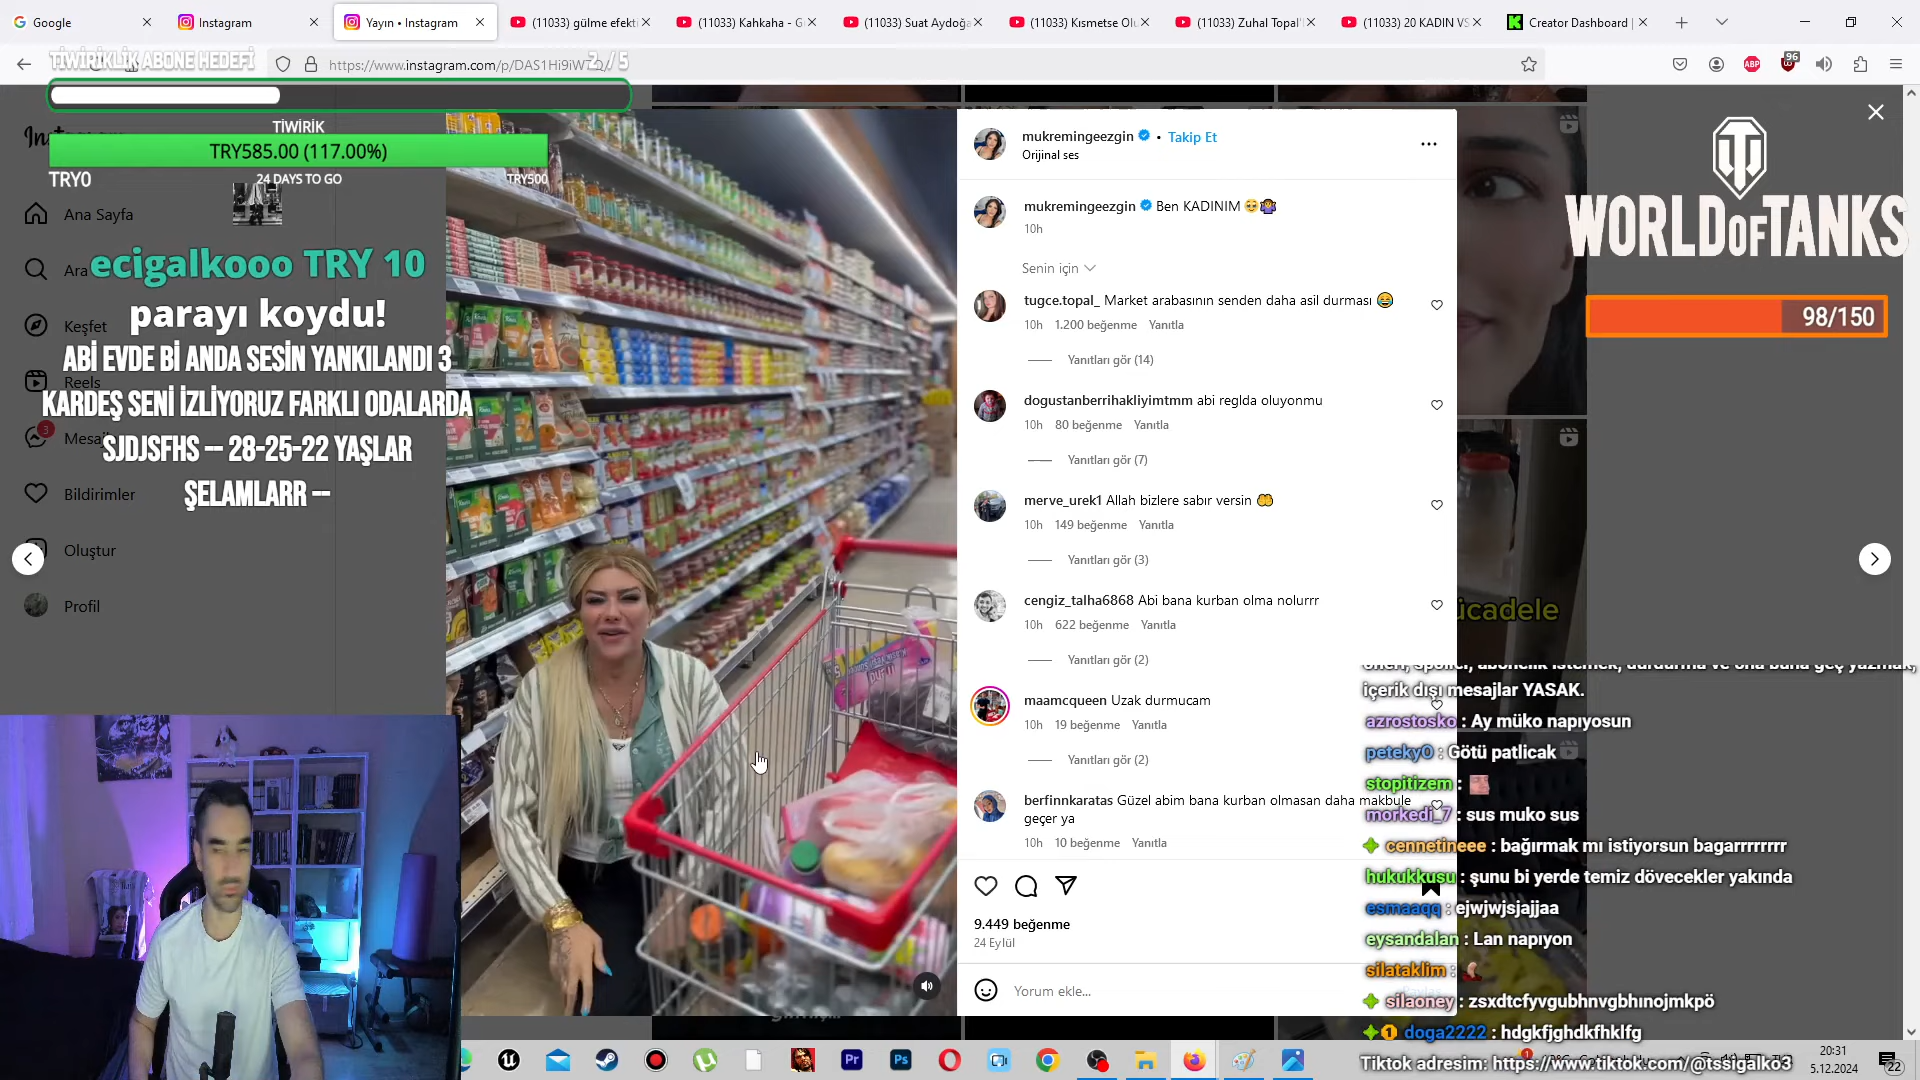 Google
Instagram
Yayın • Instagram
(11033) gülme efekti
(11033) Kahkaha - G
(11033) Suat Aydoğa
(11033) Kısmetse Olu
(11033) Zuhal Topal'
(11033) 20 KADIN VS
Creator Dashboard |
TİWİRİKLİK ABONE HEDEFİ
2 / 5
96
TİWİRİK
TRY585.00 (117.00%)
TRY0
24 DAYS TO GO
TRY500
Ana Sayfa
Ara
Keşfet
Reels
3
Bildirimler
Oluştur
Profil
ecigalkooo TRY 10
parayı koydu!
ABİ EVDE Bİ ANDA SESİN YANKILANDI 3
KARDEŞ SENİ İZLİYORUZ FARKLI ODALARDA
SJDJSFHS -- 28-25-22 YAŞLAR
ŞELAMLARR --
mukremingeezgin • Takip Et
Orijinal ses
mukremingeezgin Ben KADINIM 🥹🤷‍♀️
10h
Senin için
tugce.topal_ Market arabasının senden daha asil durması 😂
10h 1.200 beğenme Yanıtla
Yanıtları gör (14)
dogustanberrihakliyimtmm abi reglda oluyonmu
10h 80 beğenme Yanıtla
Yanıtları gör (7)
merve_urek1 Allah bizlere sabır versin 🤲
10h 149 beğenme Yanıtla
Yanıtları gör (3)
cengiz_talha6868 Abi bana kurban olma nolurrr
10h 622 beğenme Yanıtla
Yanıtları gör (2)
maamcqueen Uzak durmucam
10h 19 beğenme Yanıtla
Yanıtları gör (2)
berfinnkaratas Güzel abim bana kurban olmasan daha makbule
geçer ya
10h 10 beğenme Yanıtla
9.449 beğenme
24 Eylül
Yorum ekle...
WORLD OF TANKS
98/150
içerik dışı mesajlar YASAK.
azrostosko : Ay müko napıyosun
peteky0 : Götü patlicak
stopitizem :
morkedi_7 : sus muko sus
cennetineee : bağırmak mı istiyorsun bagarrrrrrrr
hukukkusu : şunu bi yerde temiz dövecekler yakında
esmaaqq : ejwjwjsjajjaa
eysandalan : Lan napıyon
silataklim :
silaoney : zsxdtcfyvgubhnvgbhınojmkpö
doga2222 : hdgkfjghdkfhklfg
Tiktok adresim: https://www.tiktok.com/@tssigalko3
20:31
5.12.2024
22